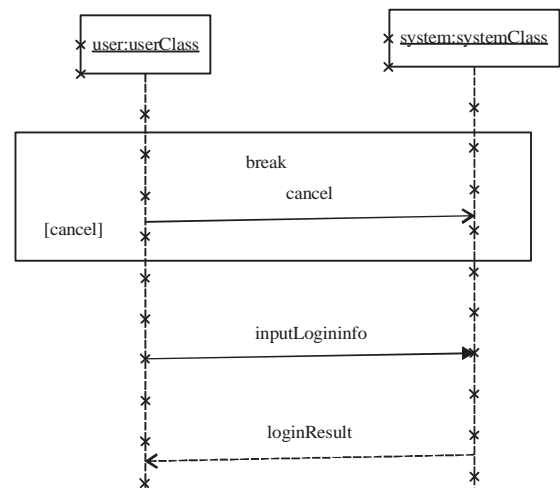 user:userClass
system:systemClass
break
cancel
[cancel]
inputLogininfo
loginResult